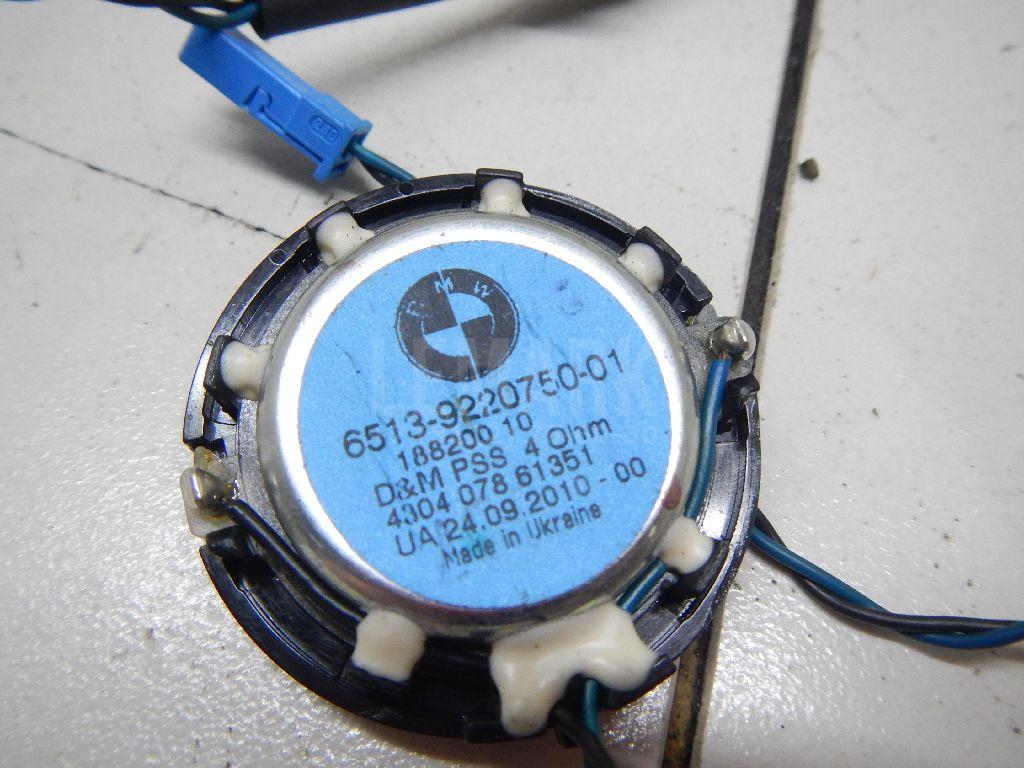 BMW
6513-9220750-01
188200 10
D&M PSS 4 Ohm
4304 078 61351
UA 24.09.2010 - 00
Made in Ukraine